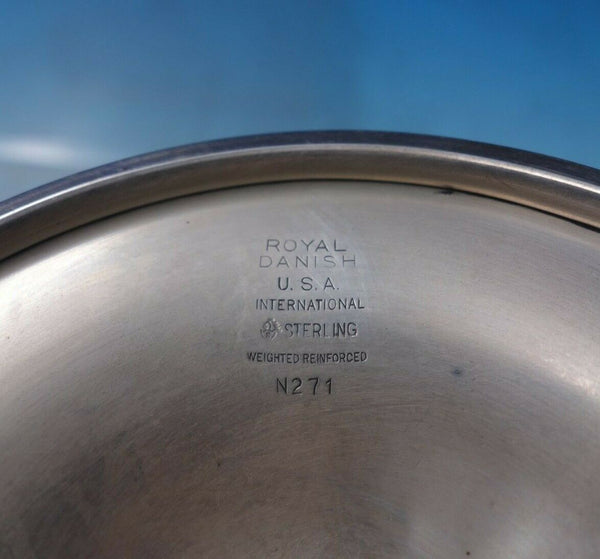 ROYAL
DANISH
U.S.A.
INTERNATIONAL
STERLING
WEIGHTED REINFORCED
N271